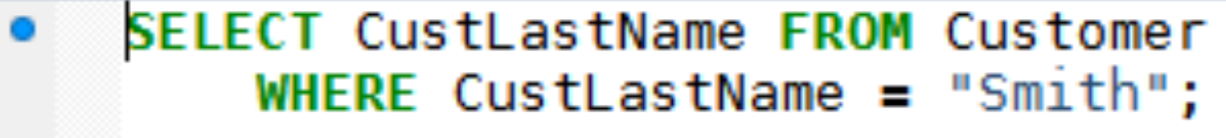 SELECT CustLastName FROM Customer
WHERE CustLastName = "Smith";